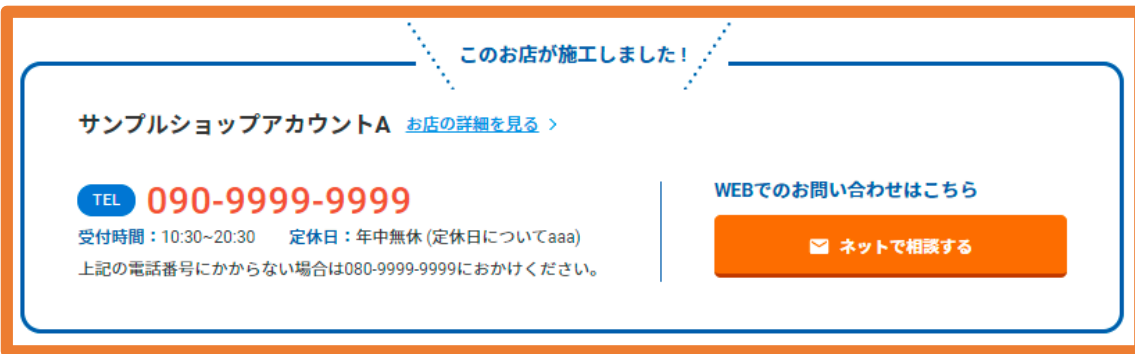 このお店が施工しました!
サンプルショップアカウントA お店の詳細を見る
TEL 090-9999-9999
受付時間：10:30~20:30 定休日：年中無休 (定休日についてaaa)
上記の電話番号にかからない場合は080-9999-9999におかけください。
WEBでのお問い合わせはこちら
ネットで相談する